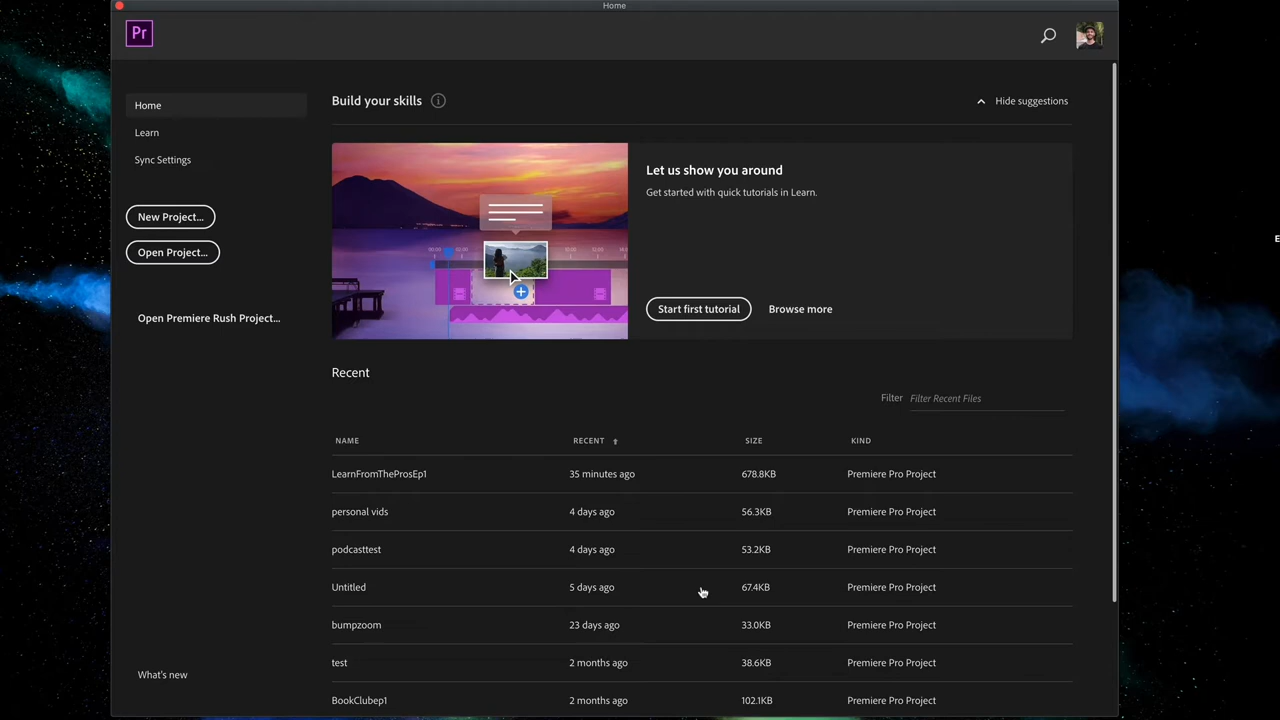 Home
Pr
Home
Learn
Sync Settings
New Project...
Open Project...
Open Premiere Rush Project...
What's new
Build your skills
Hide suggestions
Let us show you around
Get started with quick tutorials in Learn.
Start first tutorial
Browse more
Recent
Filter Filter Recent Files
NAME RECENT SIZE KIND
LearnFromTheProsEp1 35 minutes ago 678.8KB Premiere Pro Project
personal vids 4 days ago 56.3KB Premiere Pro Project
podcasttest 4 days ago 53.2KB Premiere Pro Project
Untitled 5 days ago 67.4KB Premiere Pro Project
bumpzoom 23 days ago 33.0KB Premiere Pro Project
test 2 months ago 38.6KB Premiere Pro Project
BookClubep1 2 months ago 102.1KB Premiere Pro Project